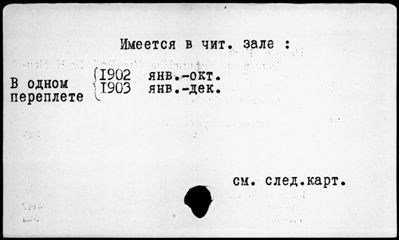 Имеется в чит. зале :
В одном переплете
{1902 янв.-окт.
{1903 янв.-дек.
см. след.карт.